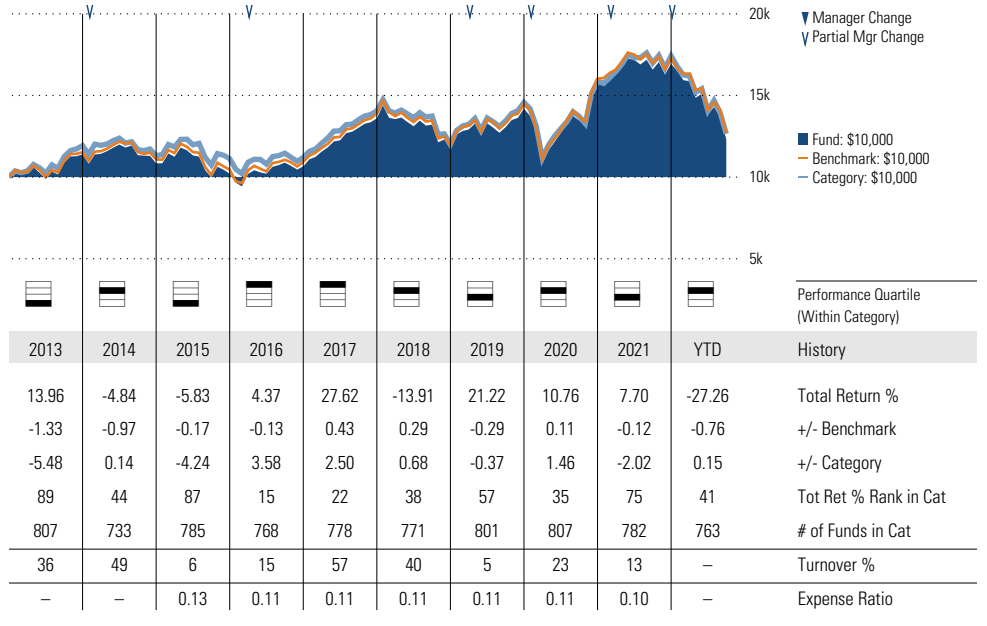 20k
▼ Manager Change
Partial Mgr Change
15k
Fund: $10,000
Benchmark: $10,000
Category: $10,000
10k
5k
Performance Quartile
(Within Category)
2013 2014 2015 2016 2017 2018 2019 2020 2021 YTD History
13.96 -4.84 -5.83 4.37 27.62 -13.91 21.22 10.76 7.70 -27.26 Total Return %
-1.33 -0.97 -0.17 -0.13 0.43 0.29 -0.29 0.11 -0.12 -0.76 +/- Benchmark
-5.48 0.14 -4.24 3.58 2.50 0.68 -0.37 1.46 -2.02 0.15 +/- Category
89 44 87 15 22 38 57 35 75 41 Tot Ret % Rank in Cat
807 733 785 768 778 771 801 807 782 763 # of Funds in Cat
36 49 6 15 57 40 5 23 13 – Turnover %
– – 0.13 0.11 0.11 0.11 0.11 0.11 0.10 – Expense Ratio